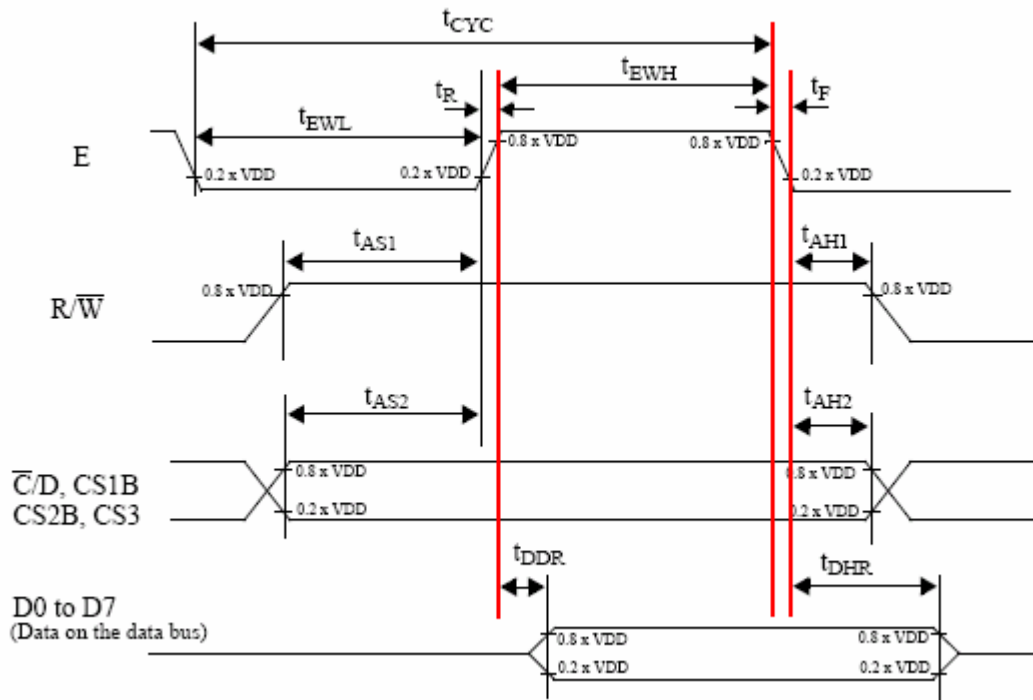 tCYC
tEWH
tR
tF
tEWL
E
0.8 x VDD
0.8 x VDD
0.2 x VDD
0.2 x VDD
0.2 x VDD
tAS1
tAH1
R/W̅
0.8 x VDD
0.8 x VDD
tAS2
tAH2
C̅/D, CS1B
CS2B, CS3
0.8 x VDD
0.8 x VDD
0.2 x VDD
0.2 x VDD
tDDR
tDHR
D0 to D7
(Data on the data bus)
0.8 x VDD
0.8 x VDD
0.2 x VDD
0.2 x VDD